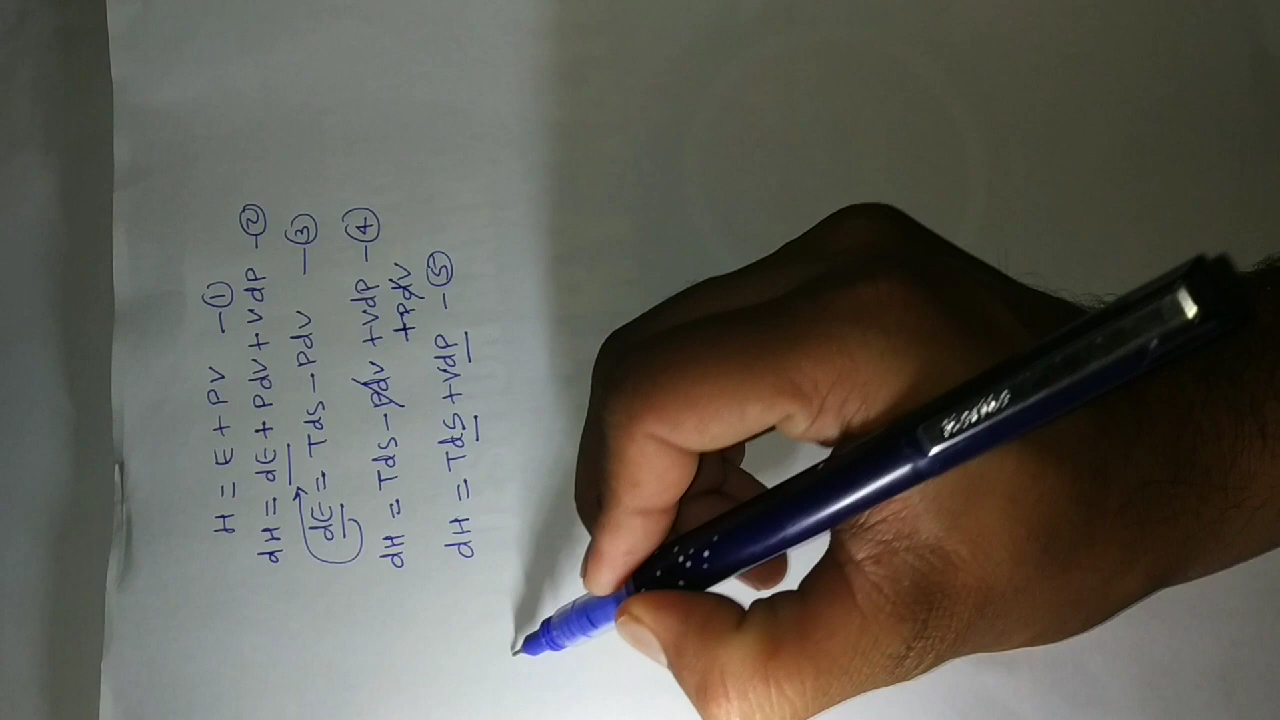 H = E + PV - ①
dH = dE + Pdv + vdP - ②
dE = Tds - Pdv - ③
dH = Tds - Pdv + vdP - ④
+Pdv
dH = Tds + vdP - ⑤